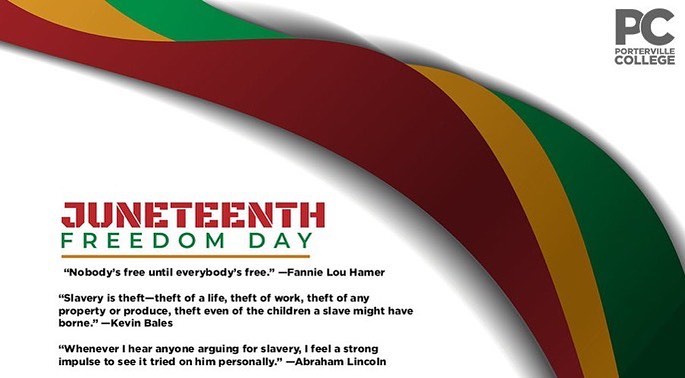 PC
PORTERVILLE
COLLEGE
JUNETEENTH
FREEDOM DAY
“Nobody’s free until everybody’s free.” —Fannie Lou Hamer
“Slavery is theft—theft of a life, theft of work, theft of any
property or produce, theft even of the children a slave might have
borne.” —Kevin Bales
“Whenever I hear anyone arguing for slavery, I feel a strong
impulse to see it tried on him personally.” —Abraham Lincoln